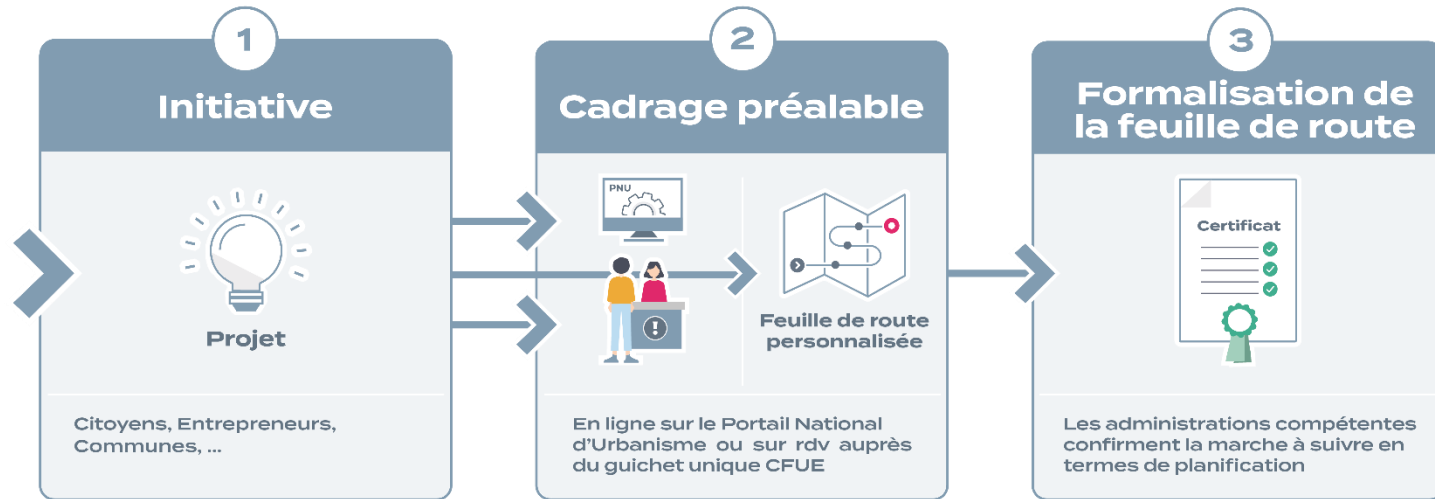 1
Initiative
Projet
Citoyens, Entrepreneurs,
Communes, ...
2
Cadrage préalable
PNU
Feuille de route
personnalisée
En ligne sur le Portail National
d'Urbanisme ou sur rdv auprès
du guichet unique CFUE
3
Formalisation de
la feuille de route
Certificat
Les administrations compétentes
confirment la marche à suivre en
termes de planification